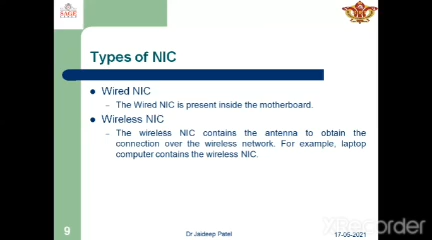 SAGE
Types of NIC
Wired NIC
– The Wired NIC is present inside the motherboard.
Wireless NIC
– The wireless NIC contains the antenna to obtain the
connection over the wireless network. For example, laptop
computer contains the wireless NIC.
9
Dr Jaideep Patel
17-05-2021